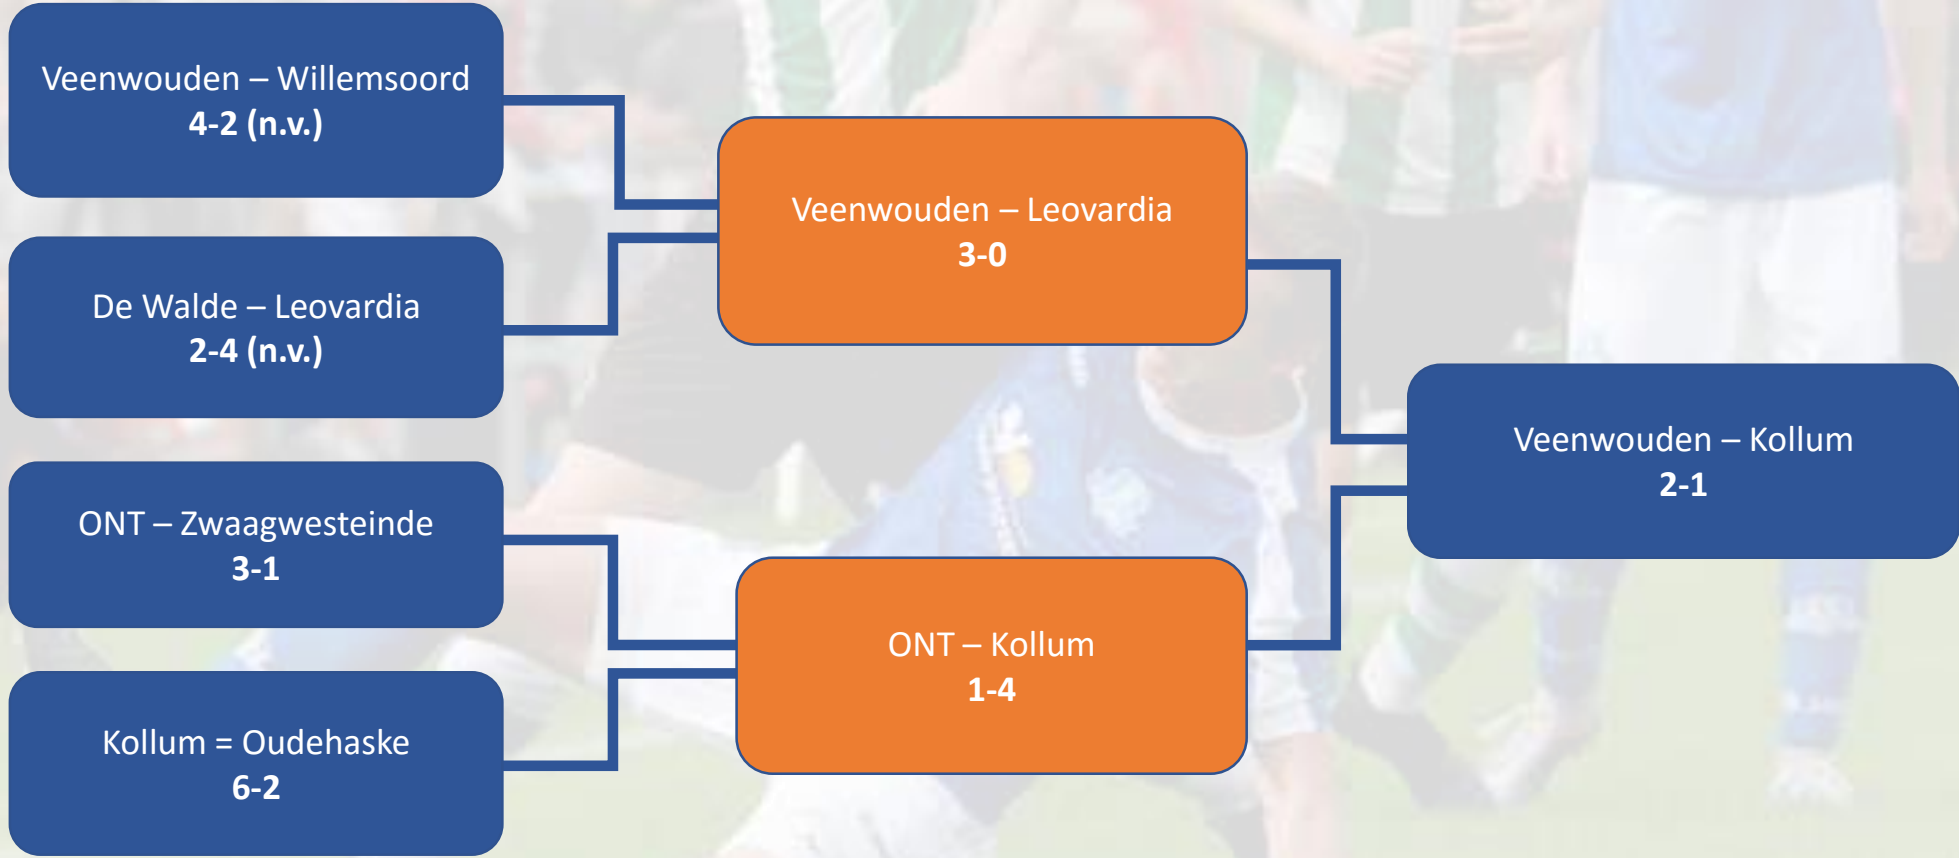 Veenwouden – Willemsoord
4-2 (n.v.)
De Walde – Leovardia
2-4 (n.v.)
ONT – Zwaagwesteinde
3-1
Kollum = Oudehaske
6-2
Veenwouden – Leovardia
3-0
ONT – Kollum
1-4
Veenwouden – Kollum
2-1